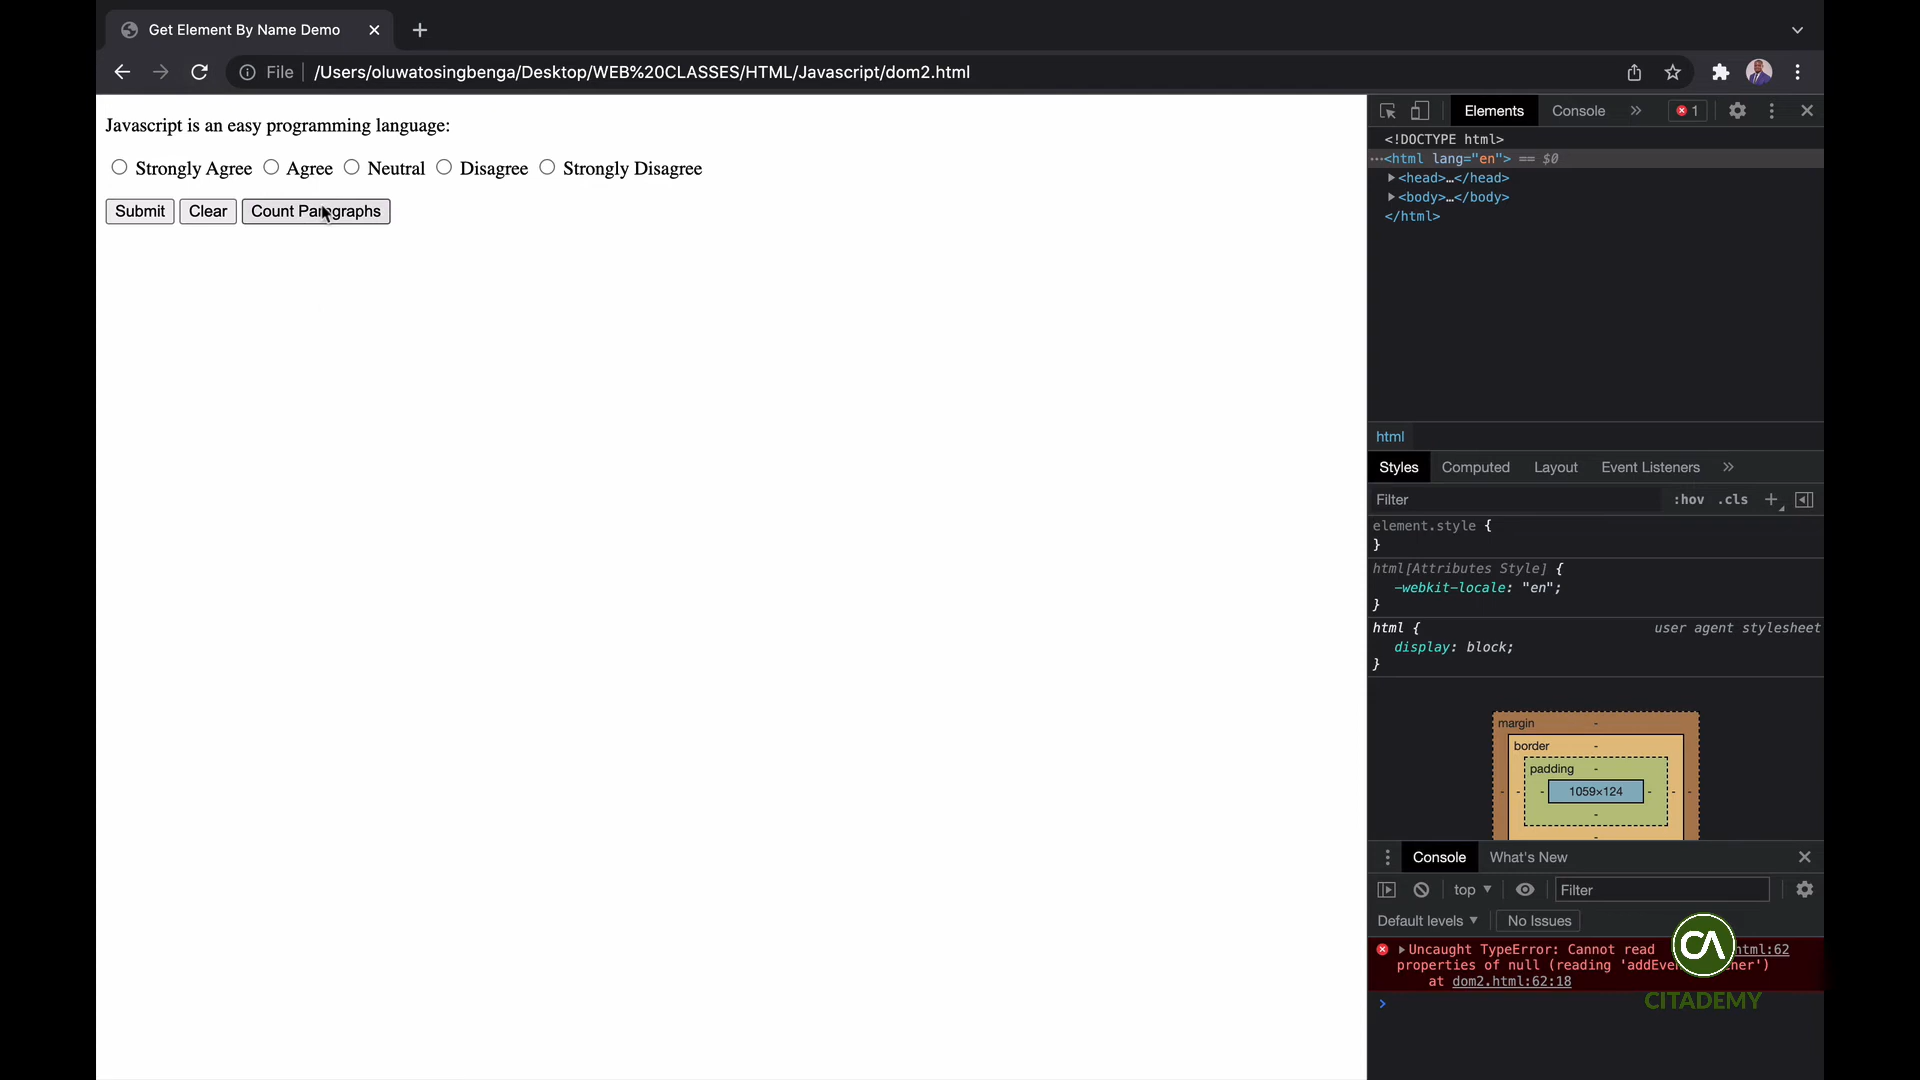 Get Element By Name Demo
File
/Users/oluwatosingbenga/Desktop/WEB%20CLASSES/HTML/Javascript/dom2.html
Javascript is an easy programming language:
Strongly Agree Agree Neutral Disagree Strongly Disagree
Submit Clear Count Paragraphs
Elements Console » 1
<!DOCTYPE html>
<html lang="en"> == $0
<head>…</head>
<body>…</body>
</html>
html
Styles Computed Layout Event Listeners »
Filter :hov .cls +
element.style {
}
html[Attributes Style] {
-webkit-locale: "en";
}
html { user agent stylesheet
display: block;
}
margin -
border -
padding -
- - - 1059×124 - - -
-
-
Console What's New
top Filter
Default levels No Issues
Uncaught TypeError: Cannot read html:62
properties of null (reading 'addEve ner')
at dom2.html:62:18
CA
CITADEMY